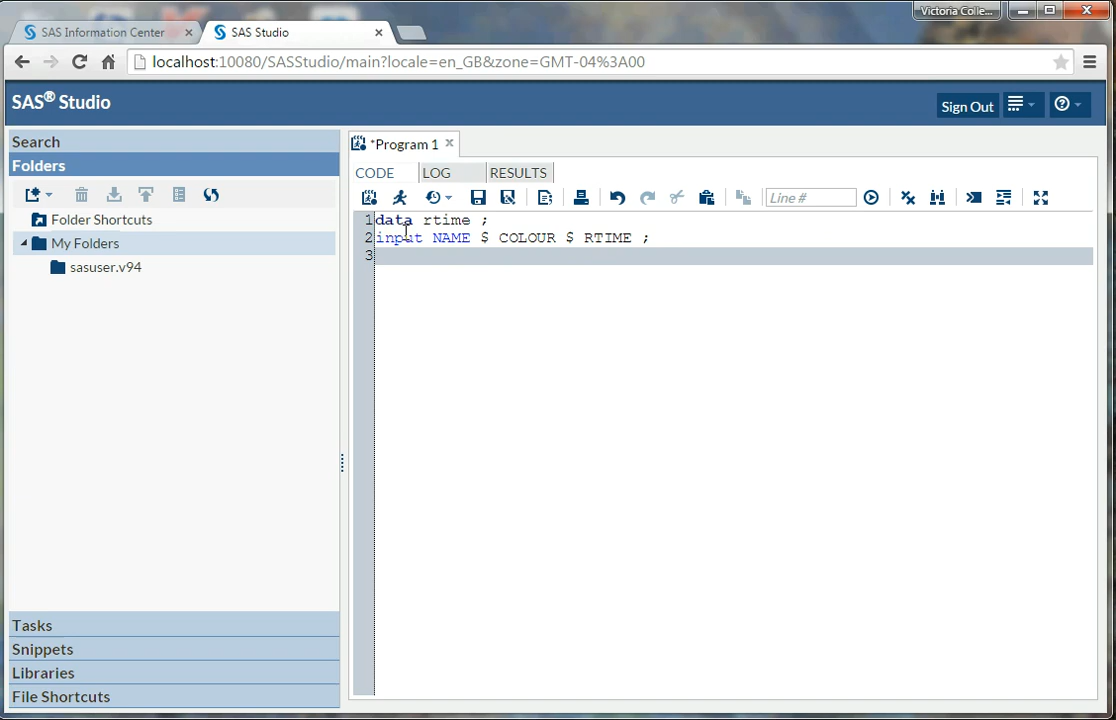 Victoria Colle...
SAS Information Center
SAS Studio
localhost:10080/SASStudio/main?locale=en_GB&zone=GMT-04%3A00
SAS® Studio
Sign Out
Search
Folders
Folder Shortcuts
My Folders
sasuser.v94
Tasks
Snippets
Libraries
File Shortcuts
*Program 1
CODE LOG RESULTS
Line #
1 data rtime ;
2 input NAME $ COLOUR $ RTIME ;
3